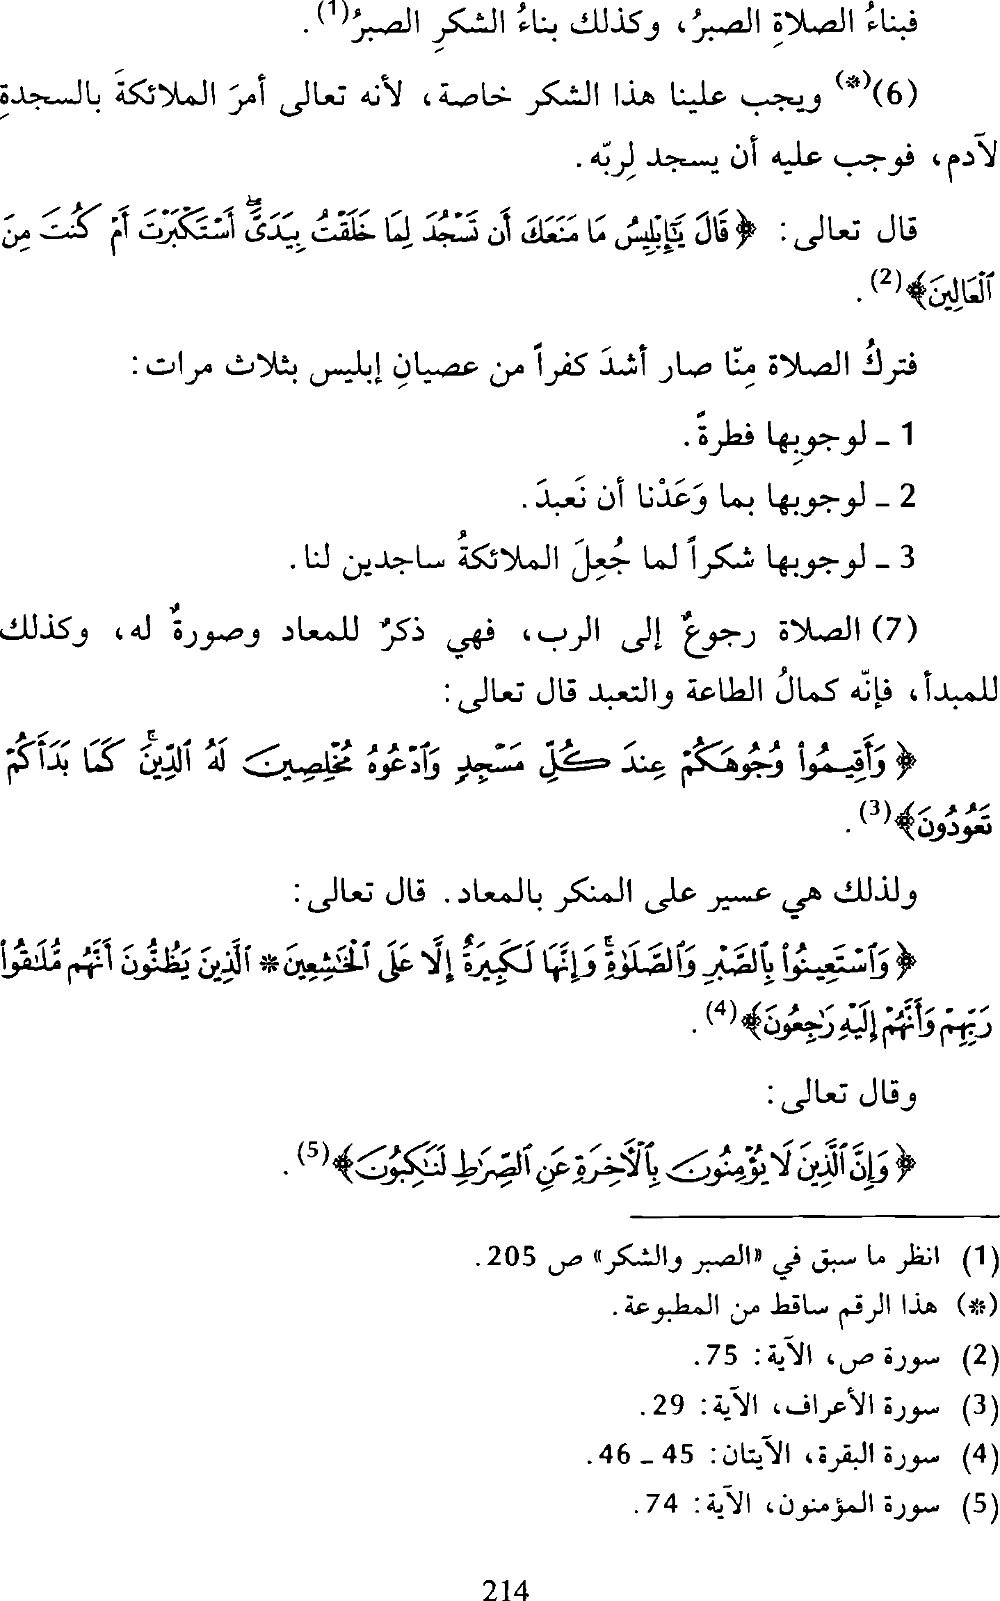 فبناءُ الصلاةِ الصبرُ، وكذلك بناءُ الشكرِ الصبرُ(1).
(6)(*) ويجب علينا هذا الشكر خاصة، لأنه تعالى أمرَ الملائكةَ بالسجدةِ
لآدم، فوجب عليه أن يسجد لِربّه.
قال تعالى: ﴿قَالَ يَٰٓإِبْلِيسُ مَا مَنَعَكَ أَن تَسْجُدَ لِمَا خَلَقْتُ بِيَدَىَّۖ أَسْتَكْبَرْتَ أَمْ كُنتَ مِنَ
ٱلْعَالِينَ﴾(2).
فتركُ الصلاة مِنّا صار أشدَ كفراً من عصيانِ إبليس بثلاث مرات:
1 ـ لوجوبِها فطرةً.
2 ـ لوجوبها بما وَعَدْنا أن نَعبدَ.
3 ـ لوجوبها شكراً لما جُعِلَ الملائكةُ ساجدين لنا.
(7) الصلاة رجوعٌ إلى الرب، فهي ذكرٌ للمعاد وصورةٌ له، وكذلك
للمبدأ، فإنّه كمالُ الطاعة والتعبد قال تعالى:
﴿وَأَقِيمُوا۟ وُجُوهَكُمْ عِندَ كُلِّ مَسْجِدٍ وَٱدْعُوهُ مُخْلِصِينَ لَهُ ٱلدِّينَۚ كَمَا بَدَأَكُمْ
تَعُودُونَ﴾(3).
ولذلك هي عسير على المنكر بالمعاد. قال تعالى:
﴿وَٱسْتَعِينُوا۟ بِٱلصَّبْرِ وَٱلصَّلَوٰةِۚ وَإِنَّهَا لَكَبِيرَةٌ إِلَّا عَلَى ٱلْخَٰشِعِينَ * ٱلَّذِينَ يَظُنُّونَ أَنَّهُم مُّلَٰقُوا۟
رَبِّهِمْ وَأَنَّهُمْ إِلَيْهِ رَٰجِعُونَ﴾(4).
وقال تعالى:
﴿وَإِنَّ ٱلَّذِينَ لَا يُؤْمِنُونَ بِٱلْأَخِرَةِ عَنِ ٱلصِّرَٰطِ لَنَٰكِبُونَ﴾(5).
(1) انظر ما سبق في «الصبر والشكر» ص 205.
(*) هذا الرقم ساقط من المطبوعة.
(2) سورة ص، الآية: 75.
(3) سورة الأعراف، الآية: 29.
(4) سورة البقرة، الآيتان: 45 ـ 46.
(5) سورة المؤمنون، الآية: 74.
214